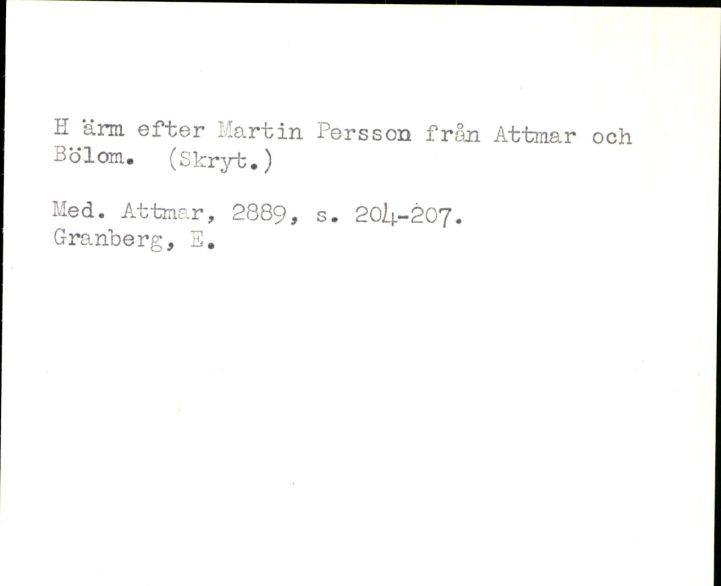 H ärm efter Martin Persson från Attmar och
Bölom. (Skryt.)
Med. Attmar, 2889, s. 204-207.
Granberg, E.